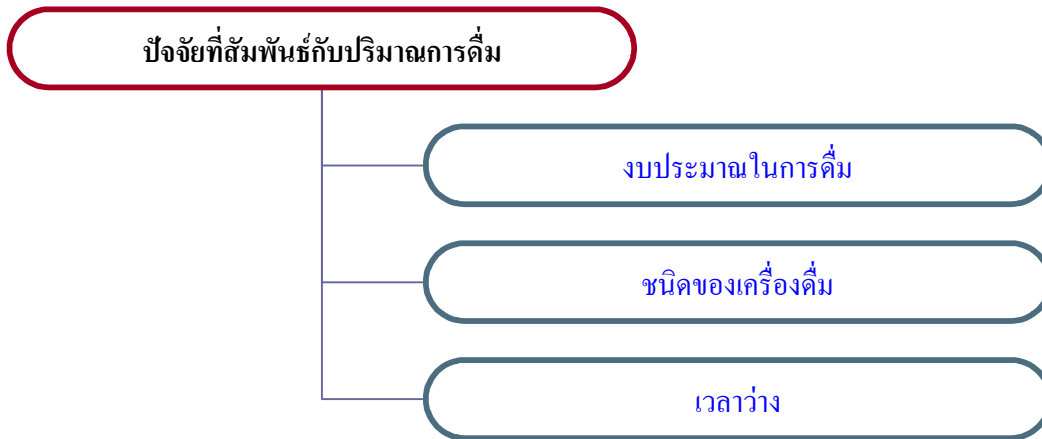 ปัจจัยที่สัมพันธ์กับปริมาณการดื่ม
งบประมาณในการดื่ม
ชนิดของเครื่องดื่ม
เวลาว่าง